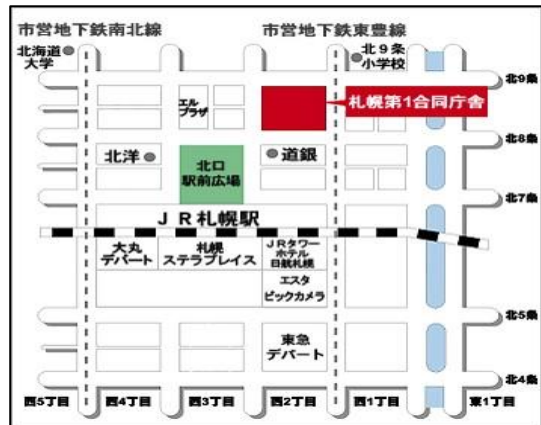 市営地下鉄南北線
市営地下鉄東豊線
北海道
大学
北9条
小学校
北9条
エル
プラザ
札幌第1合同庁舎
北8条
北洋
道銀
北口
駅前広場
北7条
JR札幌駅
大丸
デパート
札幌
ステラプレイス
JRタワー
ホテル
日航札幌
エスタ
ビックカメラ
北5条
東急
デパート
北4条
西5丁目
西4丁目
西3丁目
西2丁目
西1丁目
東1丁目